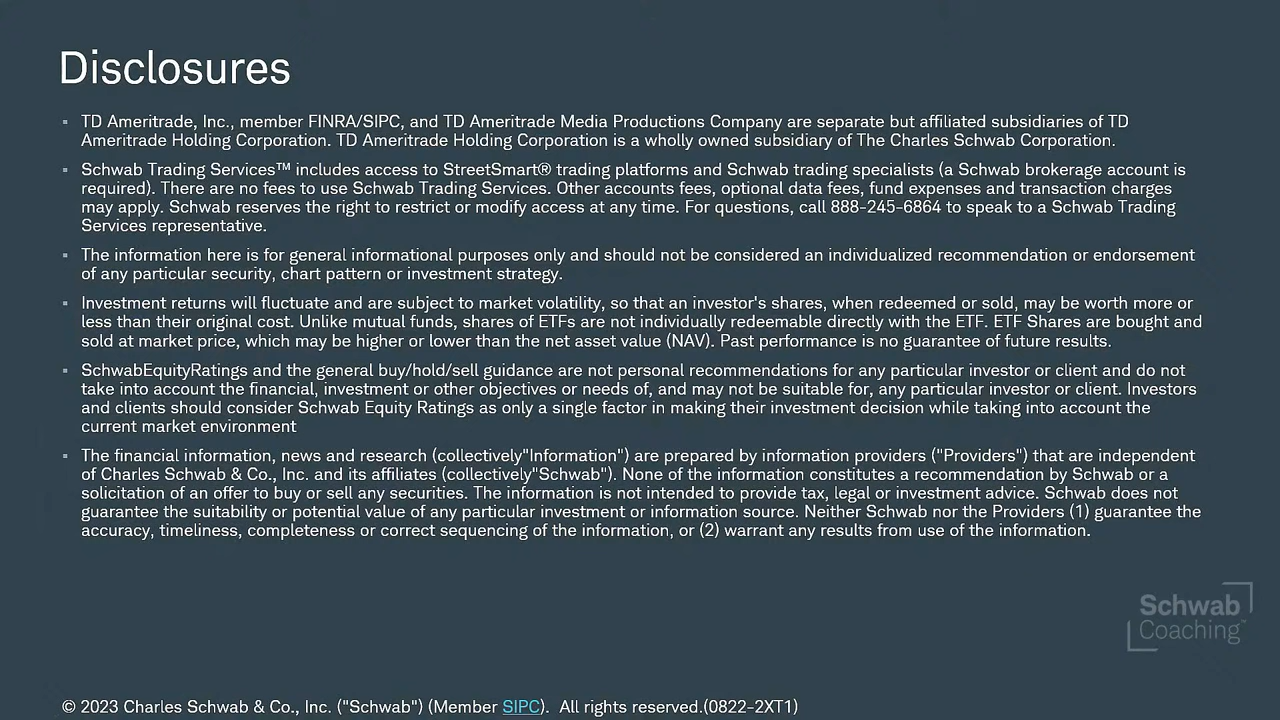 Disclosures
▪ TD Ameritrade, Inc., member FINRA/SIPC, and TD Ameritrade Media Productions Company are separate but affiliated subsidiaries of TD
Ameritrade Holding Corporation. TD Ameritrade Holding Corporation is a wholly owned subsidiary of The Charles Schwab Corporation.
▪ Schwab Trading Services™ includes access to StreetSmart® trading platforms and Schwab trading specialists (a Schwab brokerage account is
required). There are no fees to use Schwab Trading Services. Other accounts fees, optional data fees, fund expenses and transaction charges
may apply. Schwab reserves the right to restrict or modify access at any time. For questions, call 888-245-6864 to speak to a Schwab Trading
Services representative.
▪ The information here is for general informational purposes only and should not be considered an individualized recommendation or endorsement
of any particular security, chart pattern or investment strategy.
▪ Investment returns will fluctuate and are subject to market volatility, so that an investor's shares, when redeemed or sold, may be worth more or
less than their original cost. Unlike mutual funds, shares of ETFs are not individually redeemable directly with the ETF. ETF Shares are bought and
sold at market price, which may be higher or lower than the net asset value (NAV). Past performance is no guarantee of future results.
▪ SchwabEquityRatings and the general buy/hold/sell guidance are not personal recommendations for any particular investor or client and do not
take into account the financial, investment or other objectives or needs of, and may not be suitable for, any particular investor or client. Investors
and clients should consider Schwab Equity Ratings as only a single factor in making their investment decision while taking into account the
current market environment
▪ The financial information, news and research (collectively"Information") are prepared by information providers ("Providers") that are independent
of Charles Schwab & Co., Inc. and its affiliates (collectively"Schwab"). None of the information constitutes a recommendation by Schwab or a
solicitation of an offer to buy or sell any securities. The information is not intended to provide tax, legal or investment advice. Schwab does not
guarantee the suitability or potential value of any particular investment or information source. Neither Schwab nor the Providers (1) guarantee the
accuracy, timeliness, completeness or correct sequencing of the information, or (2) warrant any results from use of the information.
Schwab
Coaching™
© 2023 Charles Schwab & Co., Inc. ("Schwab") (Member SIPC). All rights reserved.(0822-2XT1)